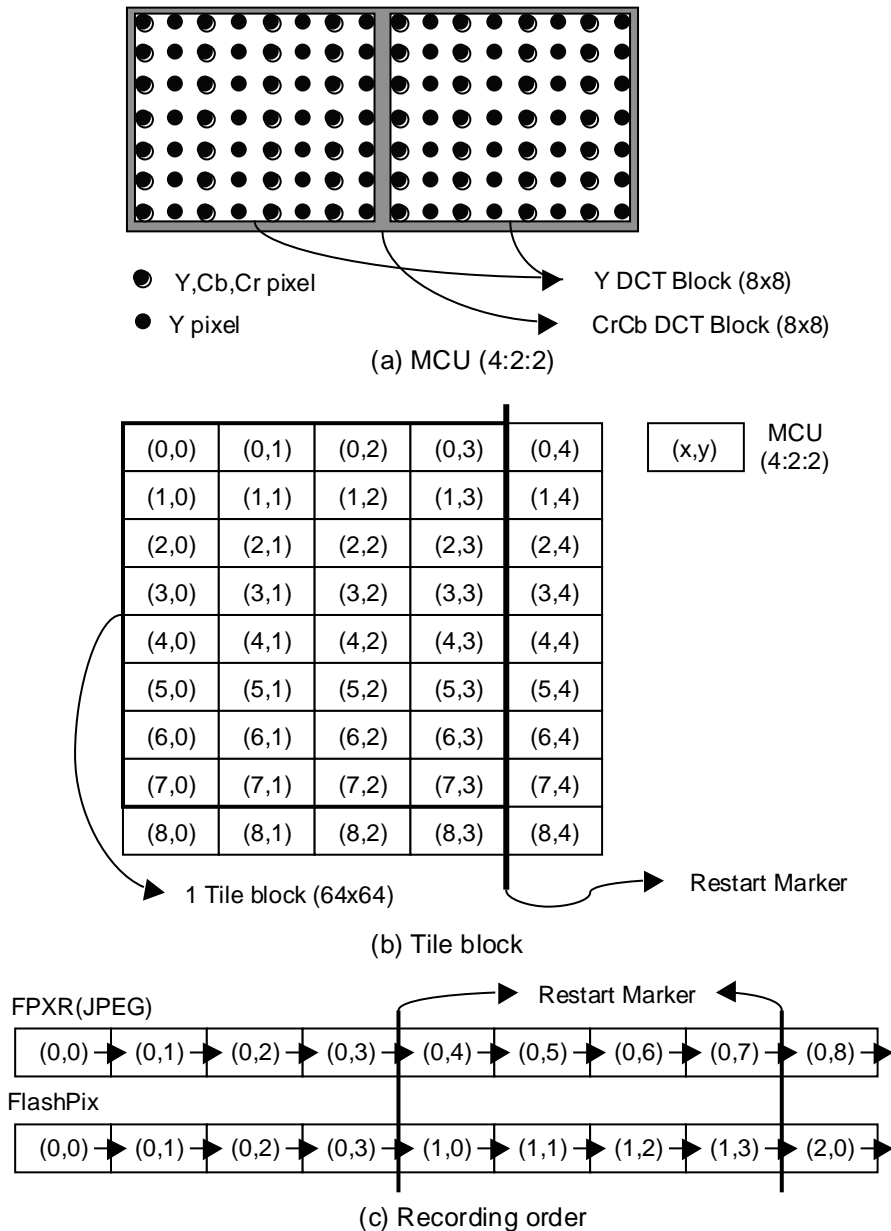 Y,Cb,Cr pixel
Y pixel
Y DCT Block (8x8)
CrCb DCT Block (8x8)
(a) MCU (4:2:2)
(0,0) (0,1) (0,2) (0,3) (0,4)
(x,y)
MCU
(4:2:2)
(1,0) (1,1) (1,2) (1,3) (1,4)
(2,0) (2,1) (2,2) (2,3) (2,4)
(3,0) (3,1) (3,2) (3,3) (3,4)
(4,0) (4,1) (4,2) (4,3) (4,4)
(5,0) (5,1) (5,2) (5,3) (5,4)
(6,0) (6,1) (6,2) (6,3) (6,4)
(7,0) (7,1) (7,2) (7,3) (7,4)
(8,0) (8,1) (8,2) (8,3) (8,4)
1 Tile block (64x64)
Restart Marker
(b) Tile block
Restart Marker
FPXR(JPEG)
(0,0) (0,1) (0,2) (0,3) (0,4) (0,5) (0,6) (0,7) (0,8)
FlashPix
(0,0) (0,1) (0,2) (0,3) (1,0) (1,1) (1,2) (1,3) (2,0)
(c) Recording order